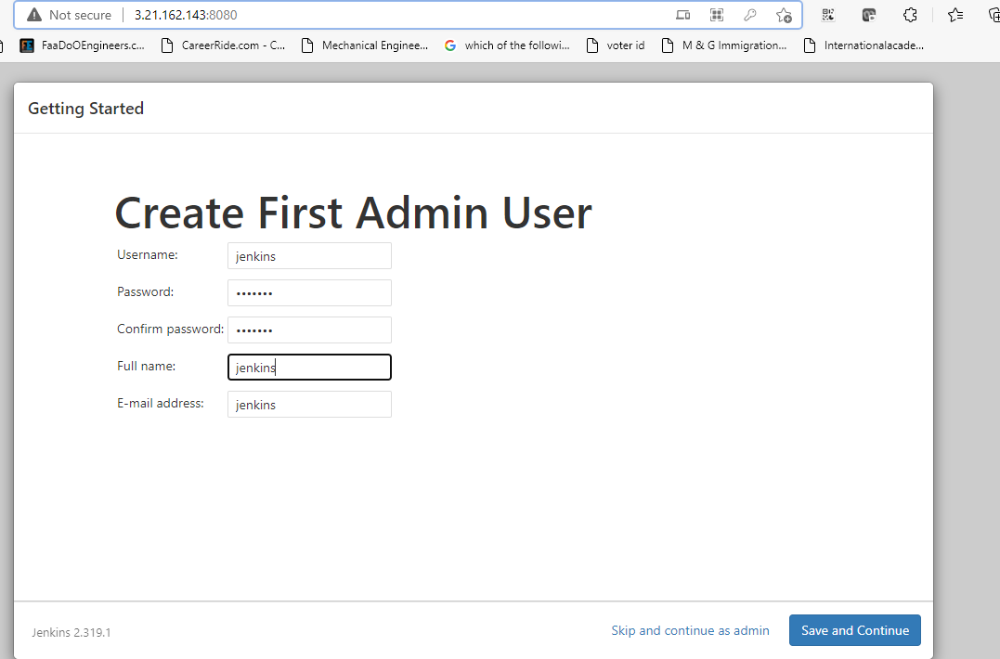 Not secure 3.21.162.143:8080
FaaDoOEngineers.c... CareerRide.com - C... Mechanical Enginee... which of the followi... voter id M & G Immigration... Internationalacade...
Getting Started
Create First Admin User
Username: jenkins
Password: •••••••
Confirm password: •••••••
Full name: jenkins
E-mail address: jenkins
Jenkins 2.319.1 Skip and continue as admin Save and Continue